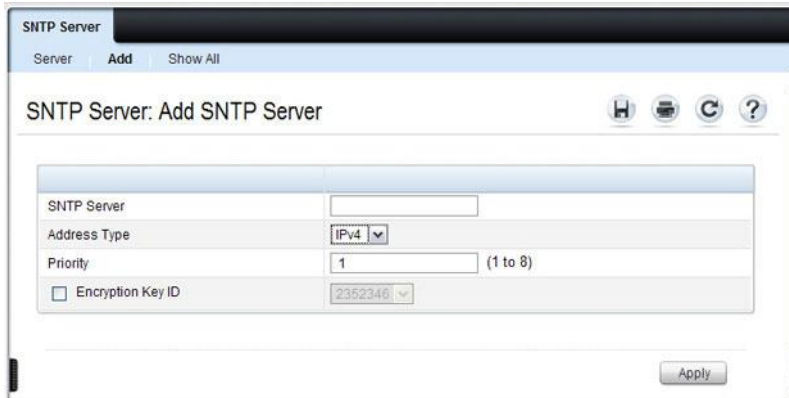 SNTP Server
Server Add Show All
SNTP Server: Add SNTP Server
?
SNTP Server
Address Type IPv4
Priority 1 (1 to 8)
Encryption Key ID 2352346
Apply